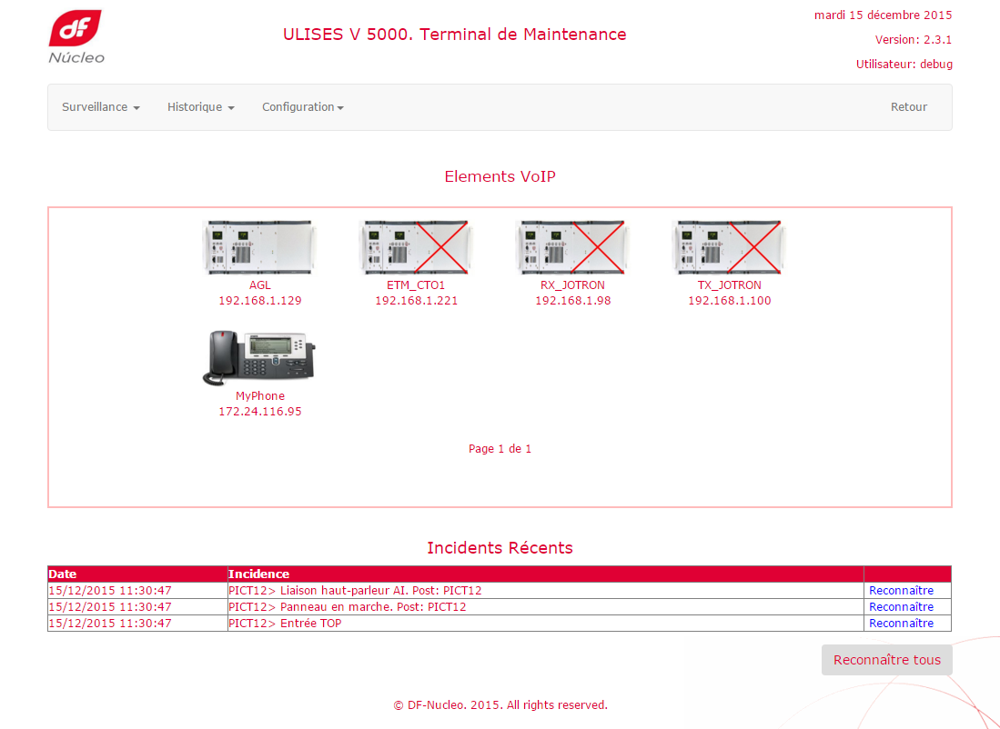 df
Núcleo
ULISES V 5000. Terminal de Maintenance
mardi 15 décembre 2015
Version: 2.3.1
Utilisateur: debug
Surveillance Historique Configuration Retour
Elements VoIP
AGL ETM_CTO1 RX_JOTRON TX_JOTRON
192.168.1.129 192.168.1.221 192.168.1.98 192.168.1.100
MyPhone
172.24.116.95
Page 1 de 1
Incidents Récents
Date Incidence
15/12/2015 11:30:47 PICT12> Liaison haut-parleur AI. Post: PICT12 Reconnaître
15/12/2015 11:30:47 PICT12> Panneau en marche. Post: PICT12 Reconnaître
15/12/2015 11:30:47 PICT12> Entrée TOP Reconnaître
Reconnaître tous
© DF-Nucleo. 2015. All rights reserved.